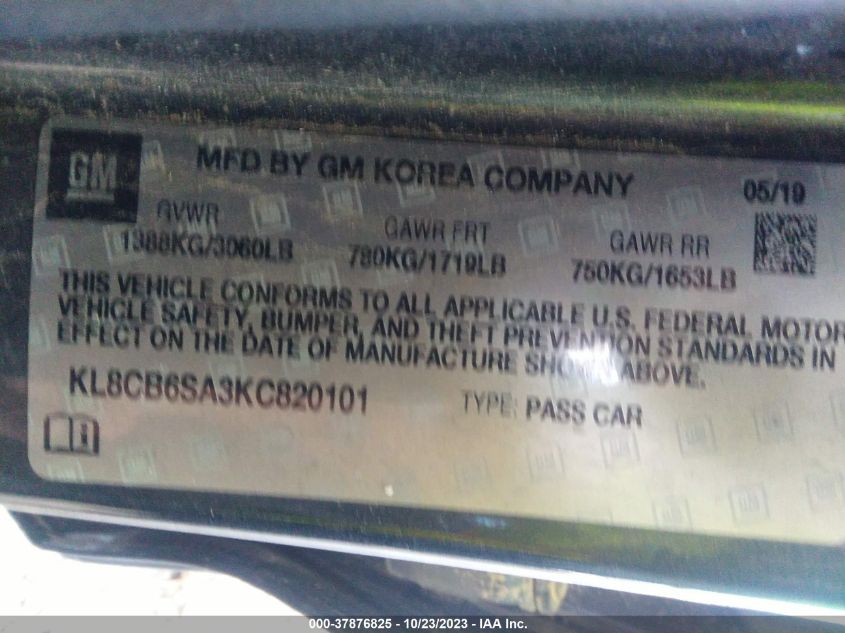 GM
MFD BY GM KOREA COMPANY
05/19
GVWR
1388KG/3060LB
GAWR FRT
780KG/1719LB
GAWR RR
750KG/1653LB
THIS VEHICLE CONFORMS TO ALL APPLICABLE U.S. FEDERAL MOTOR
VEHICLE SAFETY, BUMPER, AND THEFT PREVENTION STANDARDS IN
EFFECT ON THE DATE OF MANUFACTURE SHOWN ABOVE.
KL8CB6SA3KC820101
TYPE: PASS CAR
000-37876825 - 10/23/2023 - IAA Inc.